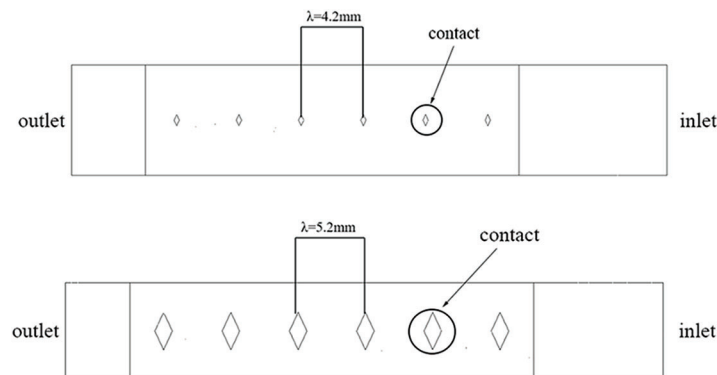 λ=4.2mm
contact
outlet
inlet
λ=5.2mm
contact
outlet
inlet